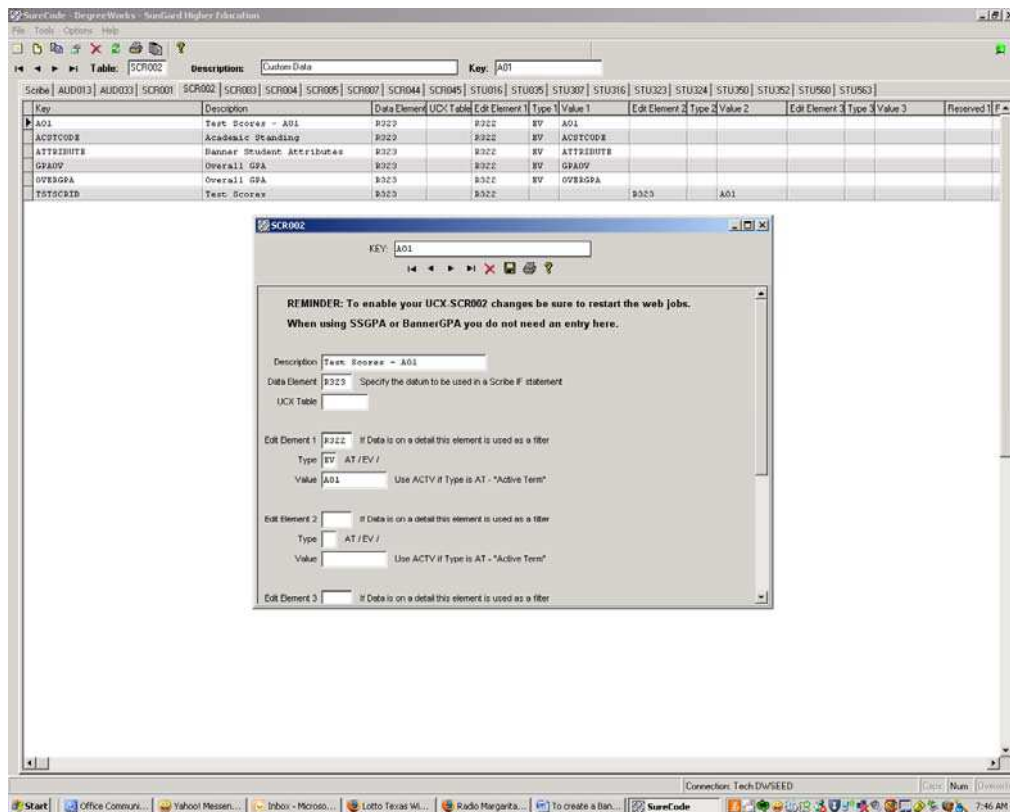 SureCode - DegreeWorks - SunGard Higher Education
File Tools Options Help
Table: SCR002 Description: Custom Data Key: A01
Scribe AUD013 AUD033 SCR001 SCR002 SCR003 SCR004 SCR005 SCR007 SCR044 SCR045 STU016 STU035 STU307 STU316 STU323 STU324 STU350 STU352 STU560 STU563
Key Description Data Element UCX Table Edit Element 1 Type 1 Value 1 Edit Element 2 Type 2 Value 2 Edit Element 3 Type 3 Value 3 Reserved 1
A01 Test Scores - A01 R323 R322 EV A01
ACSTCODE Academic Standing R323 R322 EV ACSTCODE
ATTRIBUTE Banner Student Attributes R323 R322 EV ATTRIBUTE
GPAOV Overall GPA R323 R322 EV GPAOV
OVERGPA Overall GPA R323 R322 EV OVERGPA
TSTSCRID Test Scores R323 R322 R323 A01
SCR002
KEY: A01
REMINDER: To enable your UCX-SCR002 changes be sure to restart the web jobs.
When using SSGPA or BannerGPA you do not need an entry here.
Description Test Scores - A01
Data Element R323 Specify the datum to be used in a Scribe IF statement
UCX Table
Edit Element 1 R322 If Data is on a detail this element is used as a filter
Type EV AT / EV /
Value A01 Use ACTV if Type is AT - "Active Term"
Edit Element 2 If Data is on a detail this element is used as a filter
Type AT / EV /
Value Use ACTV if Type is AT - "Active Term"
Edit Element 3 If Data is on a detail this element is used as a filter
Connection: Tech DWSEED Caps Num
Start Office Communi... Yahoo! Messen... Inbox - Microso... Lotto Texas Wi... Radio Margarita... To create a Ban... SureCode 7:46 AM